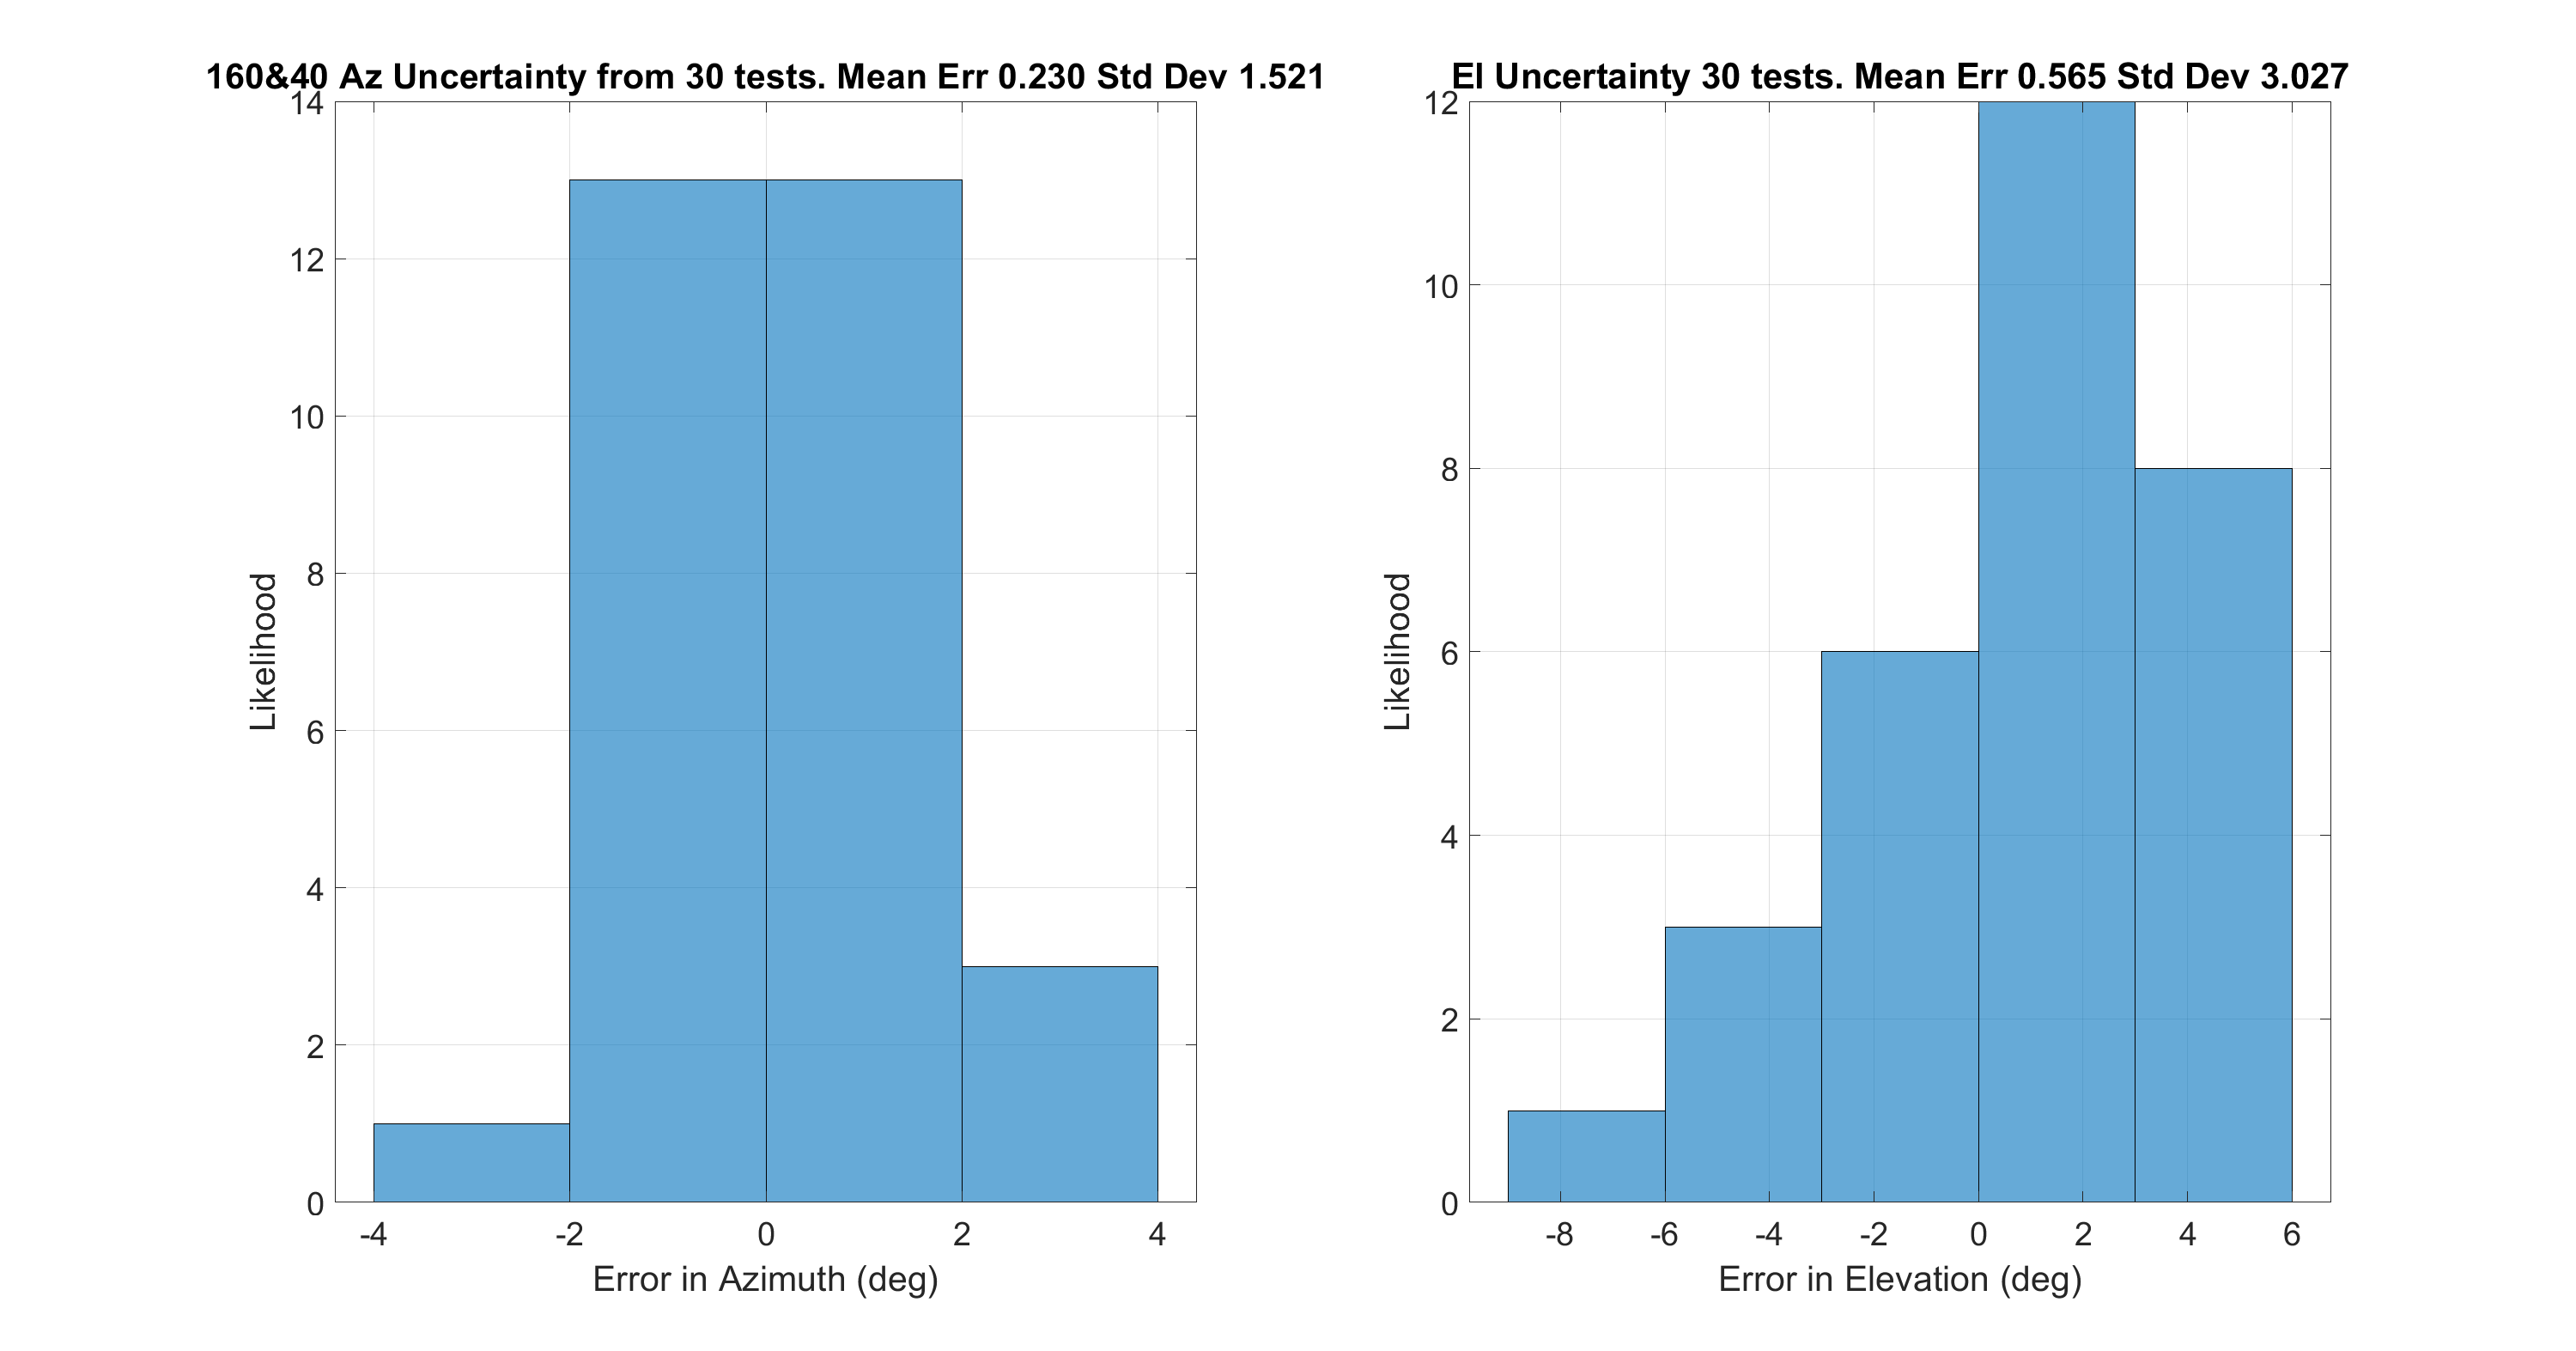 160&40 Az Uncertainty from 30 tests. Mean Err 0.230 Std Dev 1.521
14
12
10
8
6
4
2
0
Likelihood
-4 -2 0 2 4
Error in Azimuth (deg)
El Uncertainty 30 tests. Mean Err 0.565 Std Dev 3.027
12
10
8
6
4
2
0
Likelihood
-8 -6 -4 -2 0 2 4 6
Error in Elevation (deg)